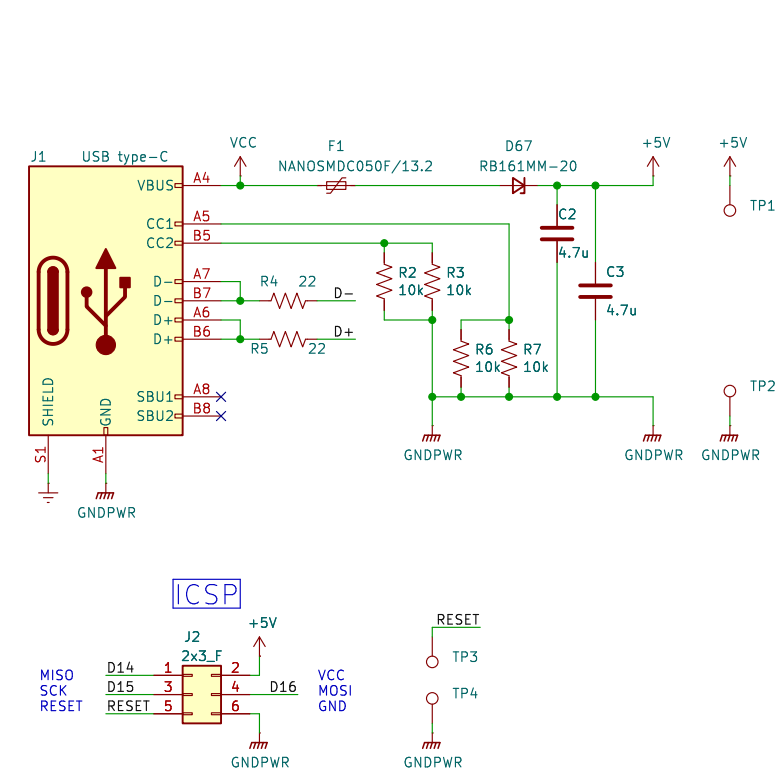 VCC
F1
D67
+5V
+5V
J1
USB type-C
NANOSMDC050F/13.2
RB161MM-20
VBUS
A4
TP1
CC1
A5
C2
CC2
B5
4.7u
D-
A7
R4
22
R2
10k
R3
10k
C3
D-
B7
D-
4.7u
D+
A6
D+
B6
R5
22
D+
R6
10k
R7
10k
SHIELD
GND
SBU1
A8
SBU2
B8
TP2
S1
A1
GNDPWR
GNDPWR
GNDPWR
GNDPWR
ICSP
+5V
RESET
J2
2x3_F
TP3
MISO
D14
1
2
VCC
SCK
D15
3
4
D16
MOSI
TP4
RESET
RESET
5
6
GND
GNDPWR
GNDPWR